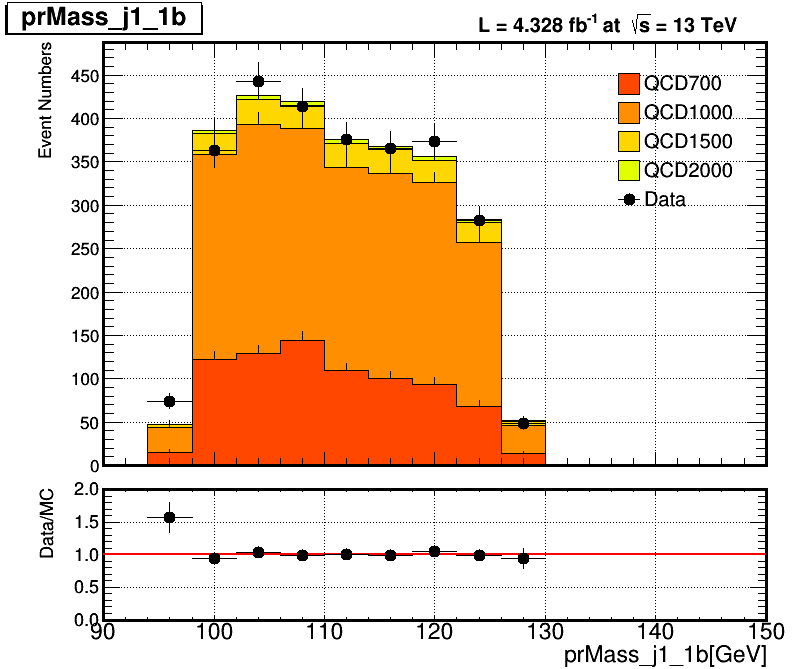 prMass_j1_1b
L = 4.328 fb⁻¹ at √s = 13 TeV
Event Numbers
450
400
350
300
250
200
150
100
50
0
QCD700
QCD1000
QCD1500
QCD2000
Data
Data/MC
2.0
1.5
1.0
0.5
0.0
90 100 110 120 130 140 150
prMass_j1_1b[GeV]